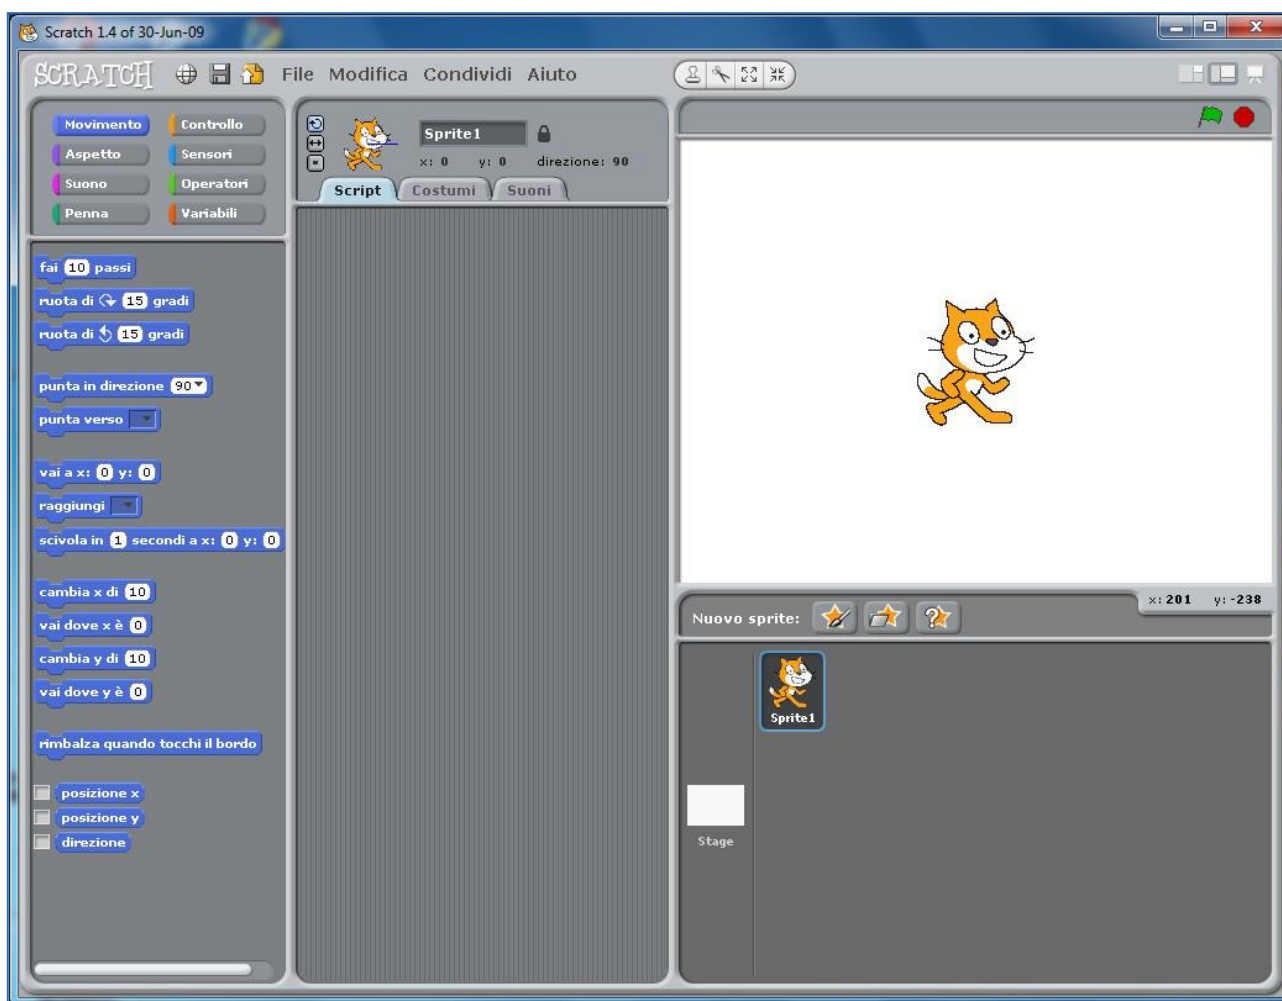 Scratch 1.4 of 30-Jun-09
SCRATCH File Modifica Condividi Aiuto
Movimento Controllo
Aspetto Sensori
Suono Operatori
Penna Variabili
Sprite1
x: 0 y: 0 direzione: 90
Script Costumi Suoni
fai 10 passi
ruota di 15 gradi
ruota di 15 gradi
punta in direzione 90
punta verso
vai a x: 0 y: 0
raggiungi
scivola in 1 secondi a x: 0 y: 0
cambia x di 10
vai dove x è 0
cambia y di 10
vai dove y è 0
rimbalza quando tocchi il bordo
posizione x
posizione y
direzione
x: 201 y: -238
Nuovo sprite:
Sprite1
Stage